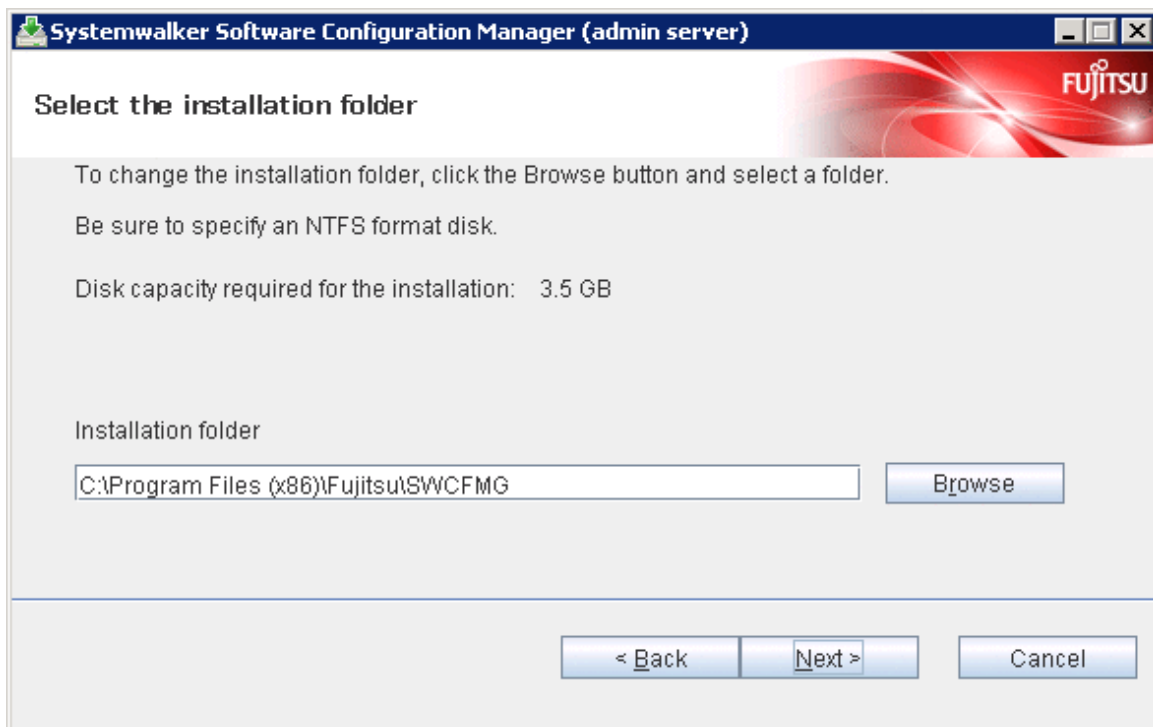 Systemwalker Software Configuration Manager (admin server)
FUJITSU
Select the installation folder
To change the installation folder, click the Browse button and select a folder.
Be sure to specify an NTFS format disk.
Disk capacity required for the installation: 3.5 GB
Installation folder
C:\Program Files (x86)\Fujitsu\SWCFMG
Browse
< Back Next > Cancel